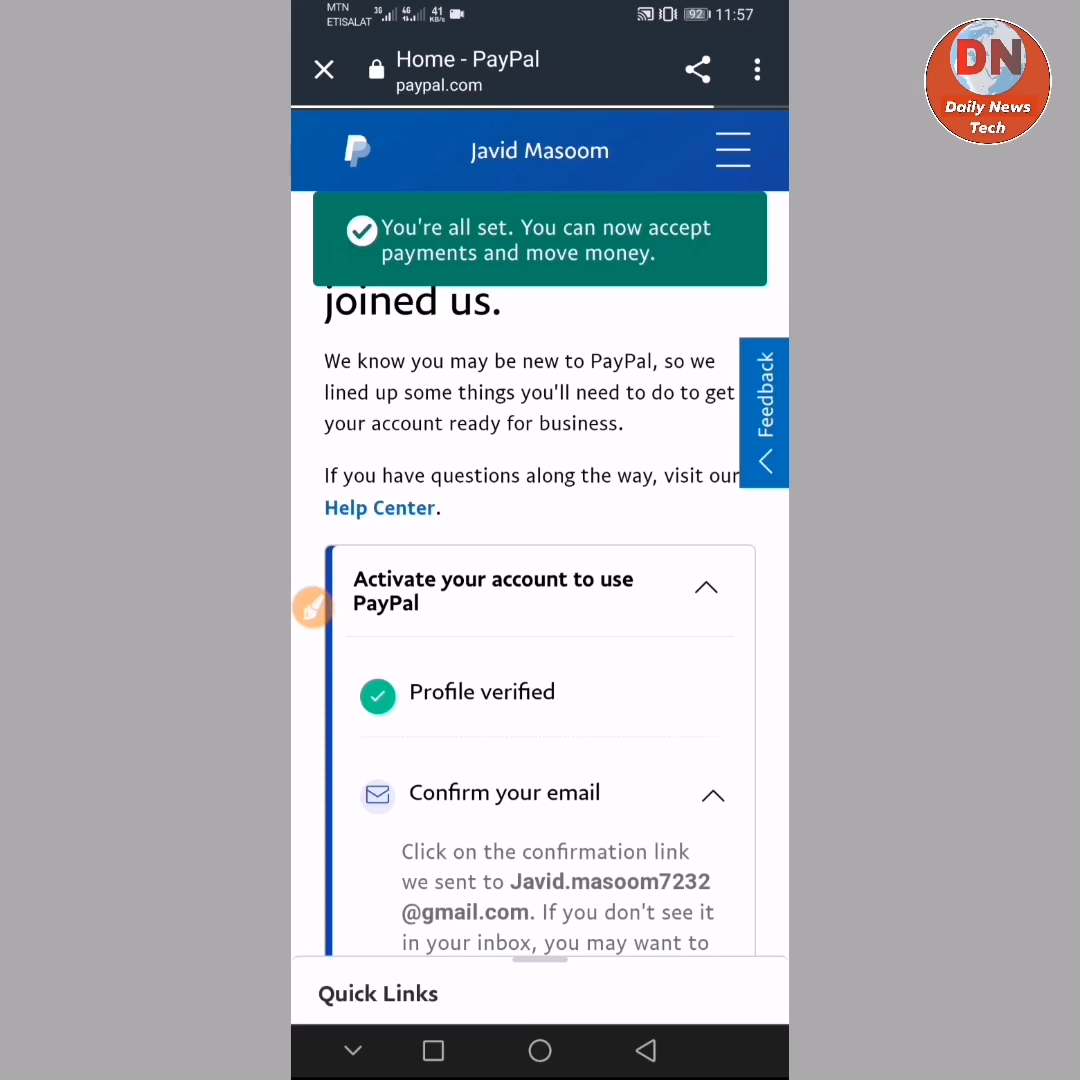 MTN
ETISALAT
3G
4G
41
KB/s
92
11:57
Home - PayPal
paypal.com
DN
Daily News
Tech
Javid Masoom
You're all set. You can now accept
payments and move money.
joined us.
We know you may be new to PayPal, so we
lined up some things you'll need to do to get
your account ready for business.
Feedback
If you have questions along the way, visit our
Help Center.
Activate your account to use
PayPal
Profile verified
Confirm your email
Click on the confirmation link
we sent to Javid.masoom7232
@gmail.com. If you don't see it
in your inbox, you may want to
Quick Links